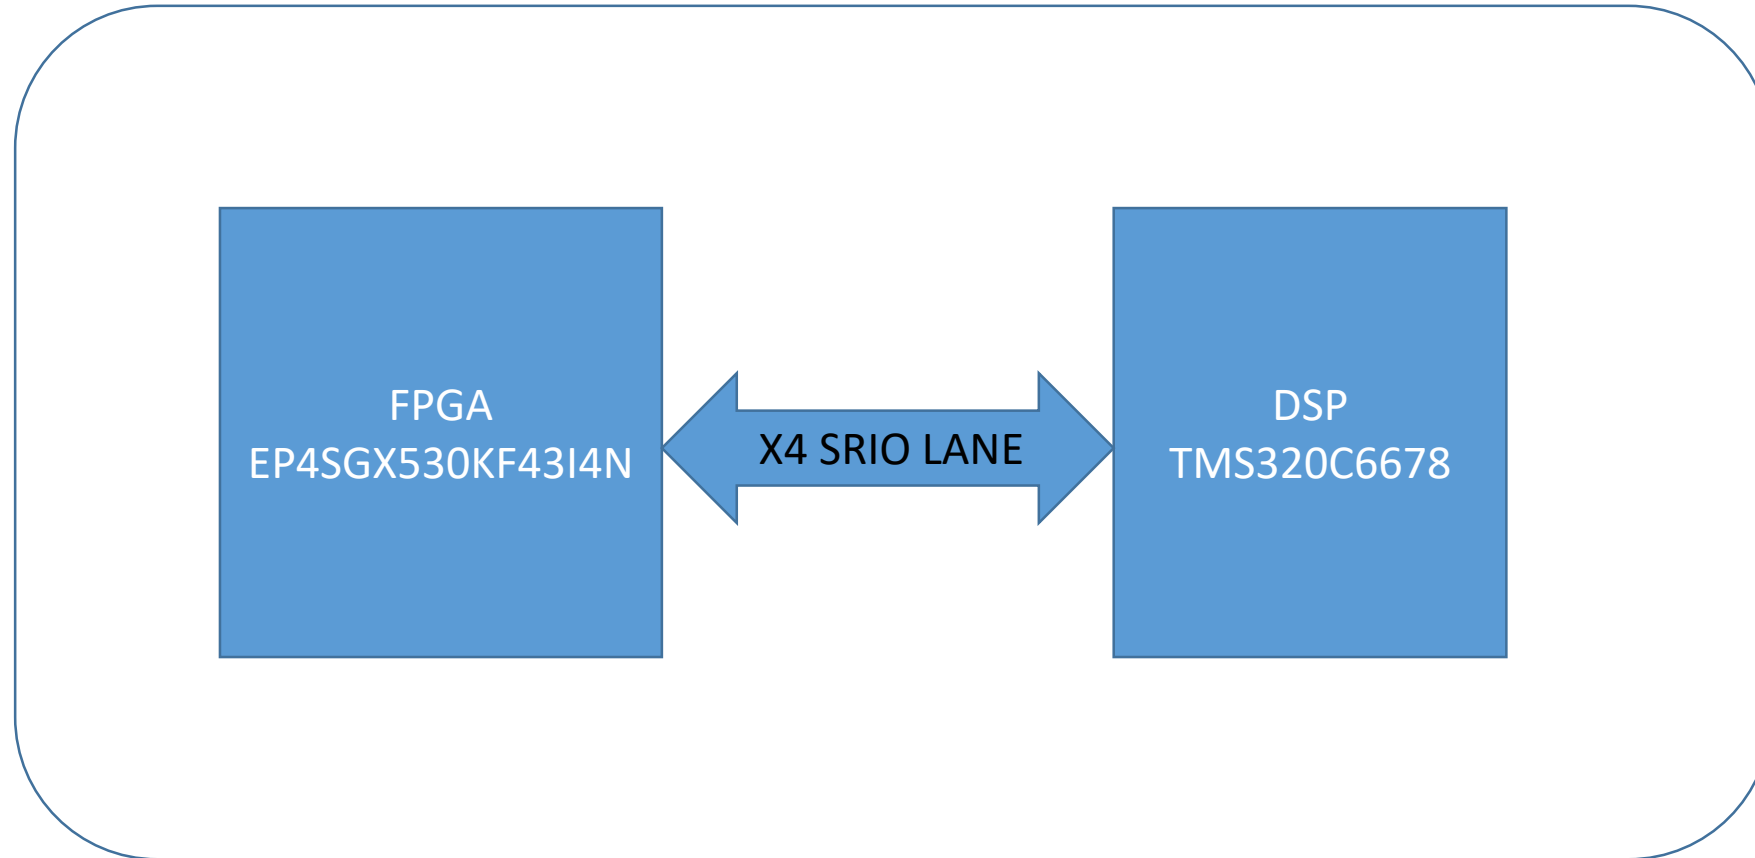 FPGA
EP4SGX530KF43I4N
X4 SRIO LANE
DSP
TMS320C6678